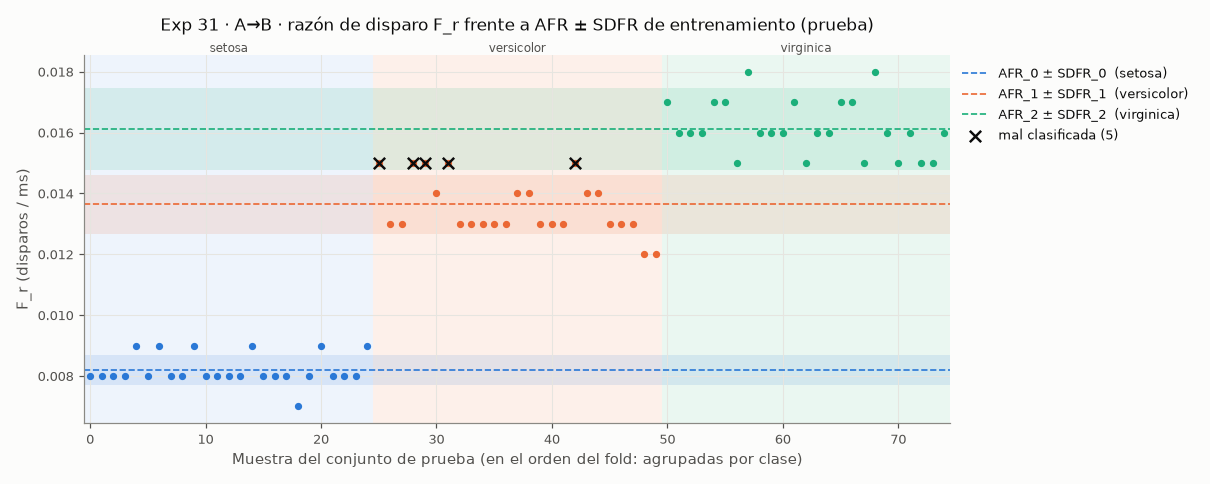 Exp 31 · A→B · razón de disparo F_r frente a AFR ± SDFR de entrenamiento (prueba)
setosa versicolor virginica
AFR_0 ± SDFR_0 (setosa)
AFR_1 ± SDFR_1 (versicolor)
AFR_2 ± SDFR_2 (virginica)
mal clasificada (5)
F_r (disparos / ms)
0.018
0.016
0.014
0.012
0.010
0.008
0 10 20 30 40 50 60 70
Muestra del conjunto de prueba (en el orden del fold: agrupadas por clase)